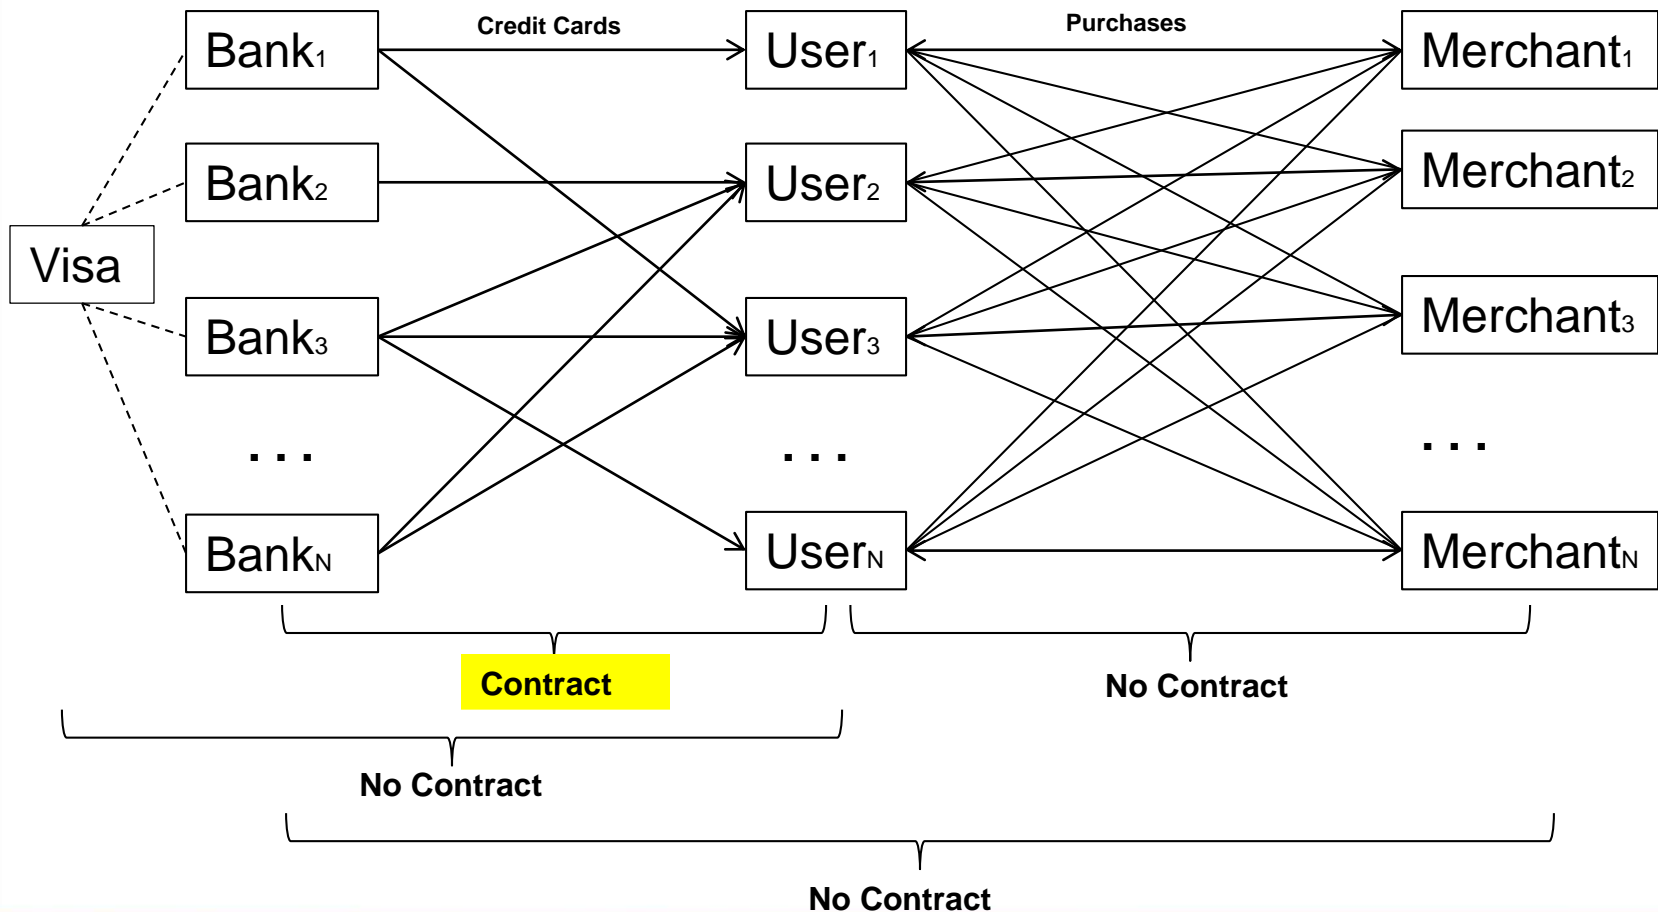 Credit Cards
Purchases
Bank1
User1
Merchant1
Bank2
User2
Merchant2
Visa
Bank3
User3
Merchant3
. . .
. . .
. . .
BankN
UserN
MerchantN
Contract
No Contract
No Contract
No Contract